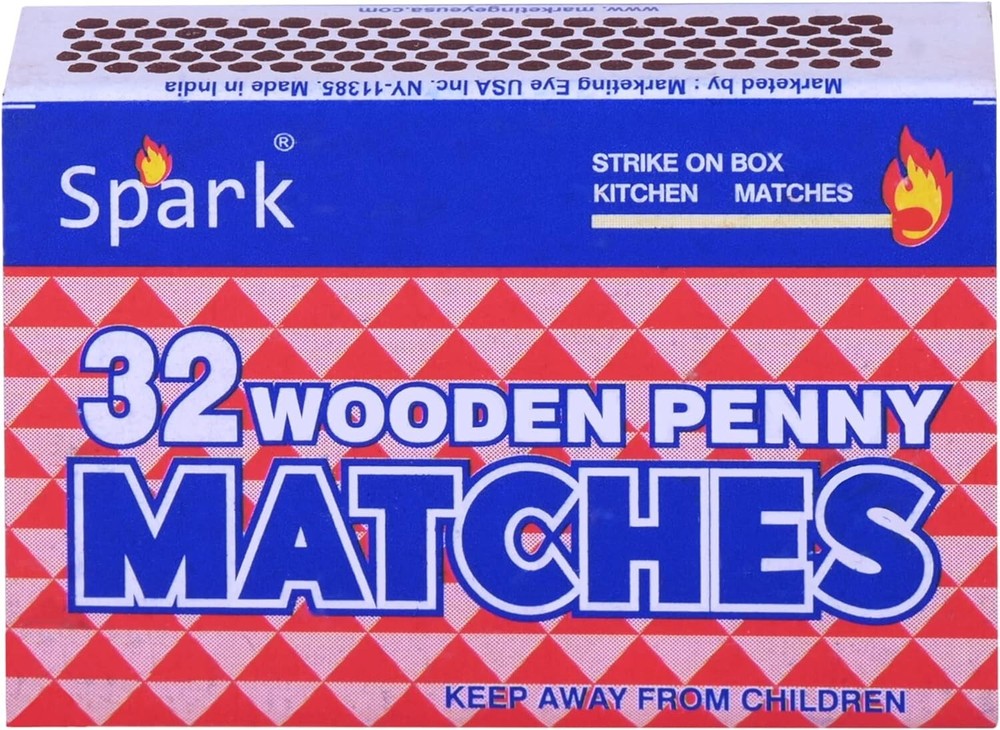 www.marketingeyeusa.com
Marketed by : Marketing Eye USA Inc. NY-11385. Made in India
Spark®
STRIKE ON BOX
KITCHEN MATCHES
32 WOODEN PENNY
MATCHES
KEEP AWAY FROM CHILDREN